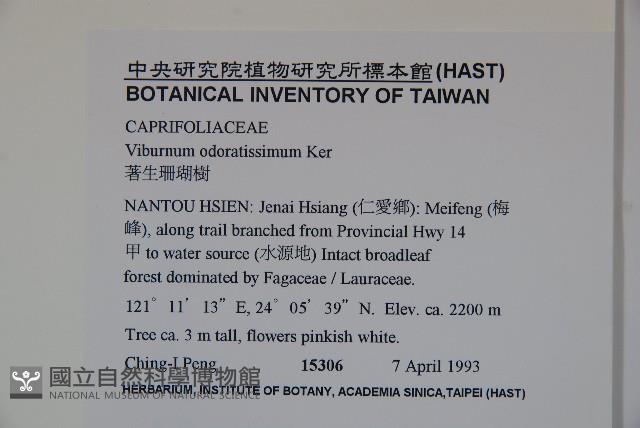 中央研究院植物研究所標本館(HAST)
BOTANICAL INVENTORY OF TAIWAN
CAPRIFOLIACEAE
Viburnum odoratissimum Ker
著生珊瑚樹
NANTOU HSIEN: Jenai Hsiang (仁愛鄉): Meifeng (梅
峰), along trail branched from Provincial Hwy 14
甲 to water source (水源地) Intact broadleaf
forest dominated by Fagaceae / Lauraceae.
121° 11' 13" E, 24° 05' 39" N. Elev. ca. 2200 m
Tree ca. 3 m tall, flowers pinkish white.
Ching-I Peng 15306 7 April 1993
HERBARIUM, INSTITUTE OF BOTANY, ACADEMIA SINICA,TAIPEI (HAST)
國立自然科學博物館
NATIONAL MUSEUM OF NATURAL SCIENCE